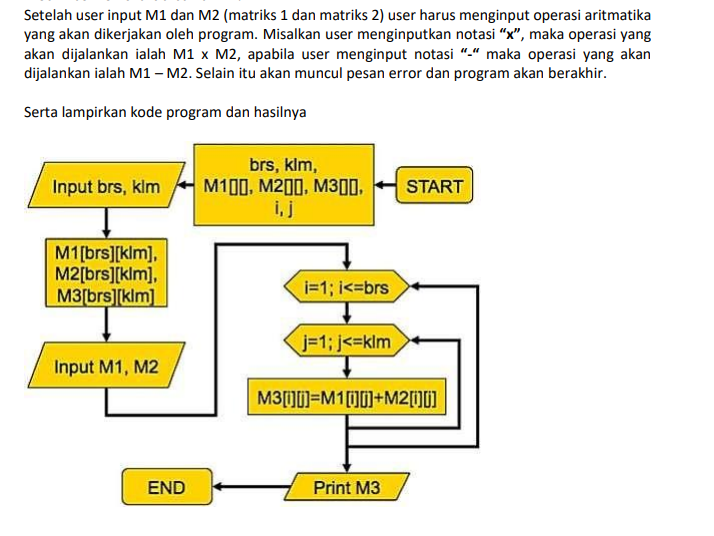 Setelah user input M1 dan M2 (matriks 1 dan matriks 2) user harus menginput operasi aritmatika
yang akan dikerjakan oleh program. Misalkan user menginputkan notasi “x”, maka operasi yang
akan dijalankan ialah M1 x M2, apabila user menginput notasi “-“ maka operasi yang akan
dijalankan ialah M1 – M2. Selain itu akan muncul pesan error dan program akan berakhir.
Serta lampirkan kode program dan hasilnya
START
brs, klm,
M1[][], M2[][], M3[][],
i, j
Input brs, klm
M1[brs][klm],
M2[brs][klm],
M3[brs][klm]
Input M1, M2
i=1; i<=brs
j=1; j<=klm
M3[i][j]=M1[i][j]+M2[i][j]
Print M3
END